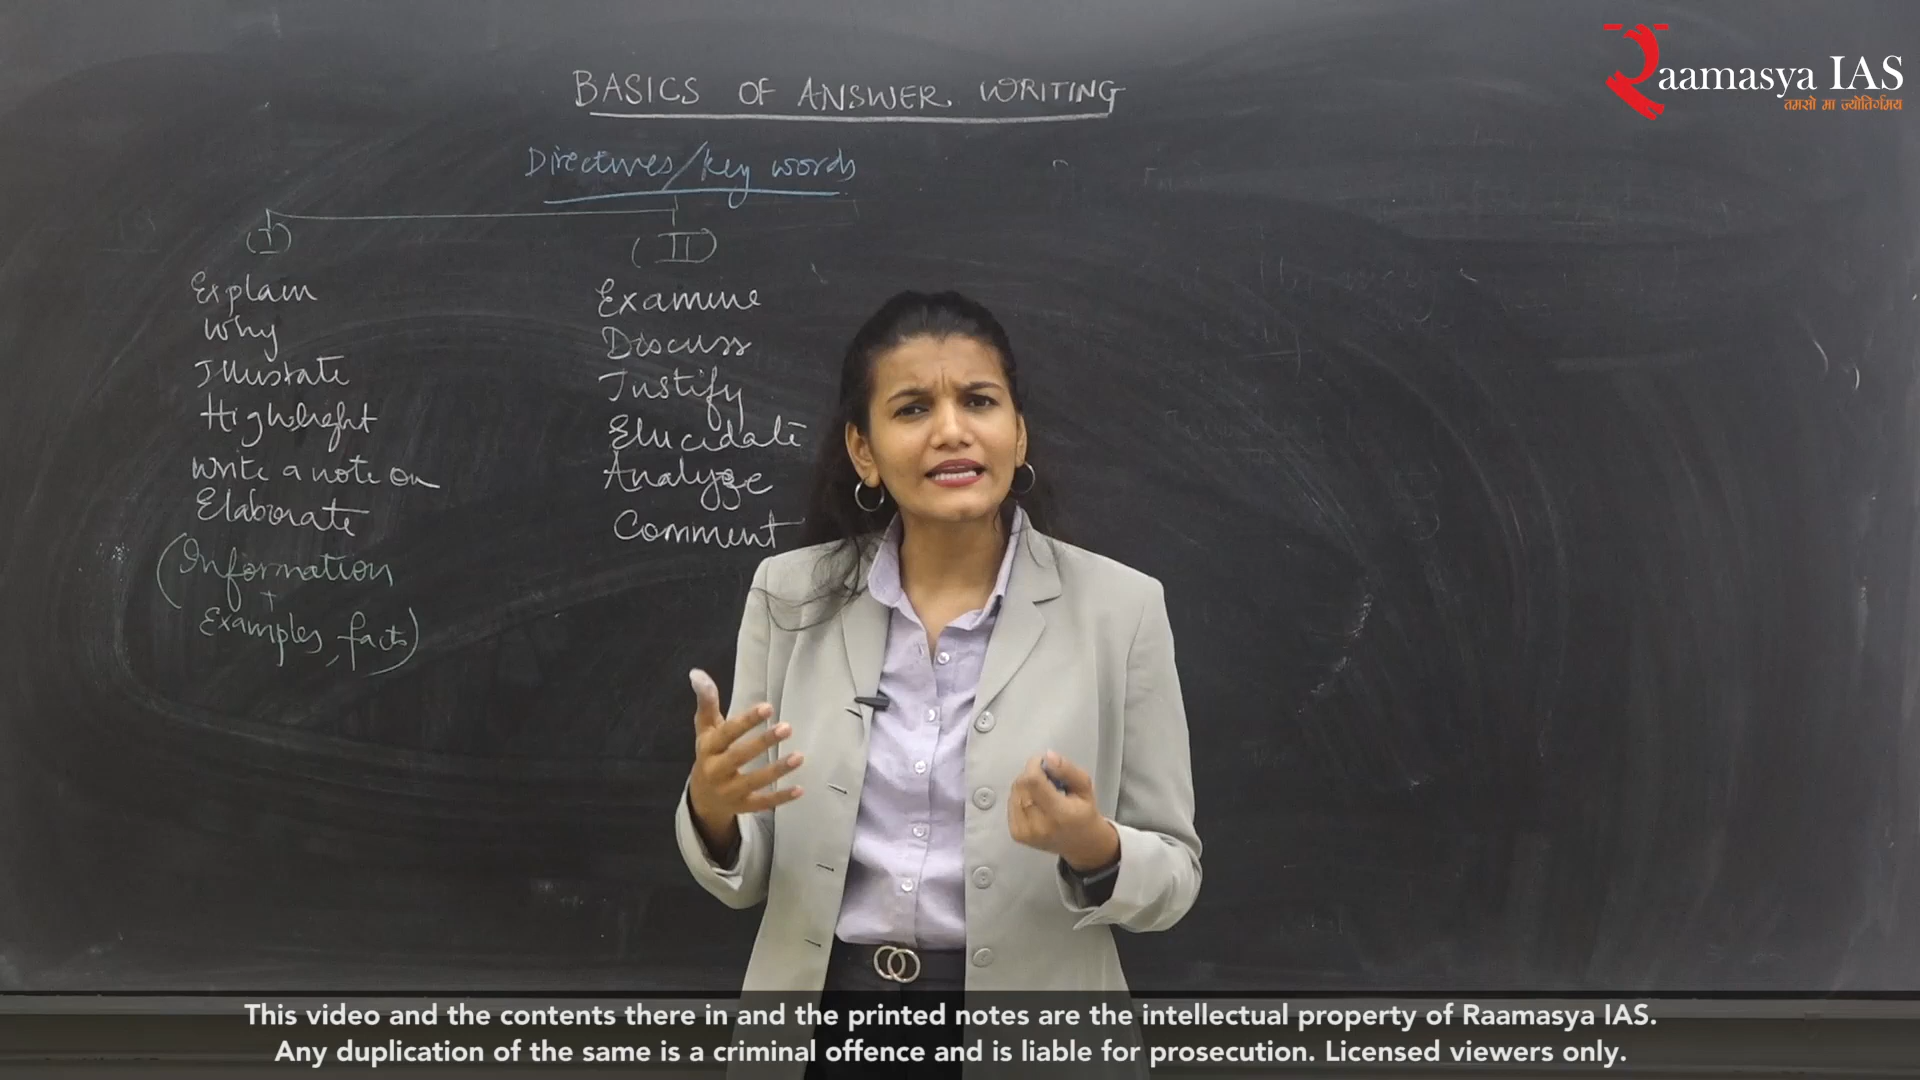 Raamasya IAS
तमसो मा ज्योतिर्गमय
BASICS OF ANSWER WRITING
Directives/Key words
(I)
Explain
Why
Illustrate
Highlight
Write a note on
Elaborate
(Information
+
Examples, facts)
(II)
Examine
Discuss
Justify
Elucidate
Analyze
Comment
This video and the contents there in and the printed notes are the intellectual property of Raamasya IAS.
Any duplication of the same is a criminal offence and is liable for prosecution. Licensed viewers only.